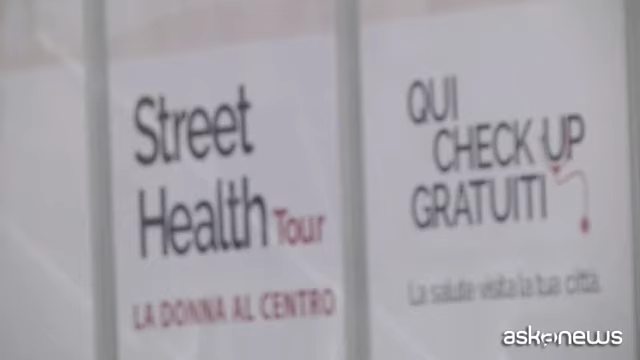 Street
Health Tour
LA DONNA AL CENTRO
QUI
CHECK UP
GRATUITI
La salute visita la tua città.
askanews